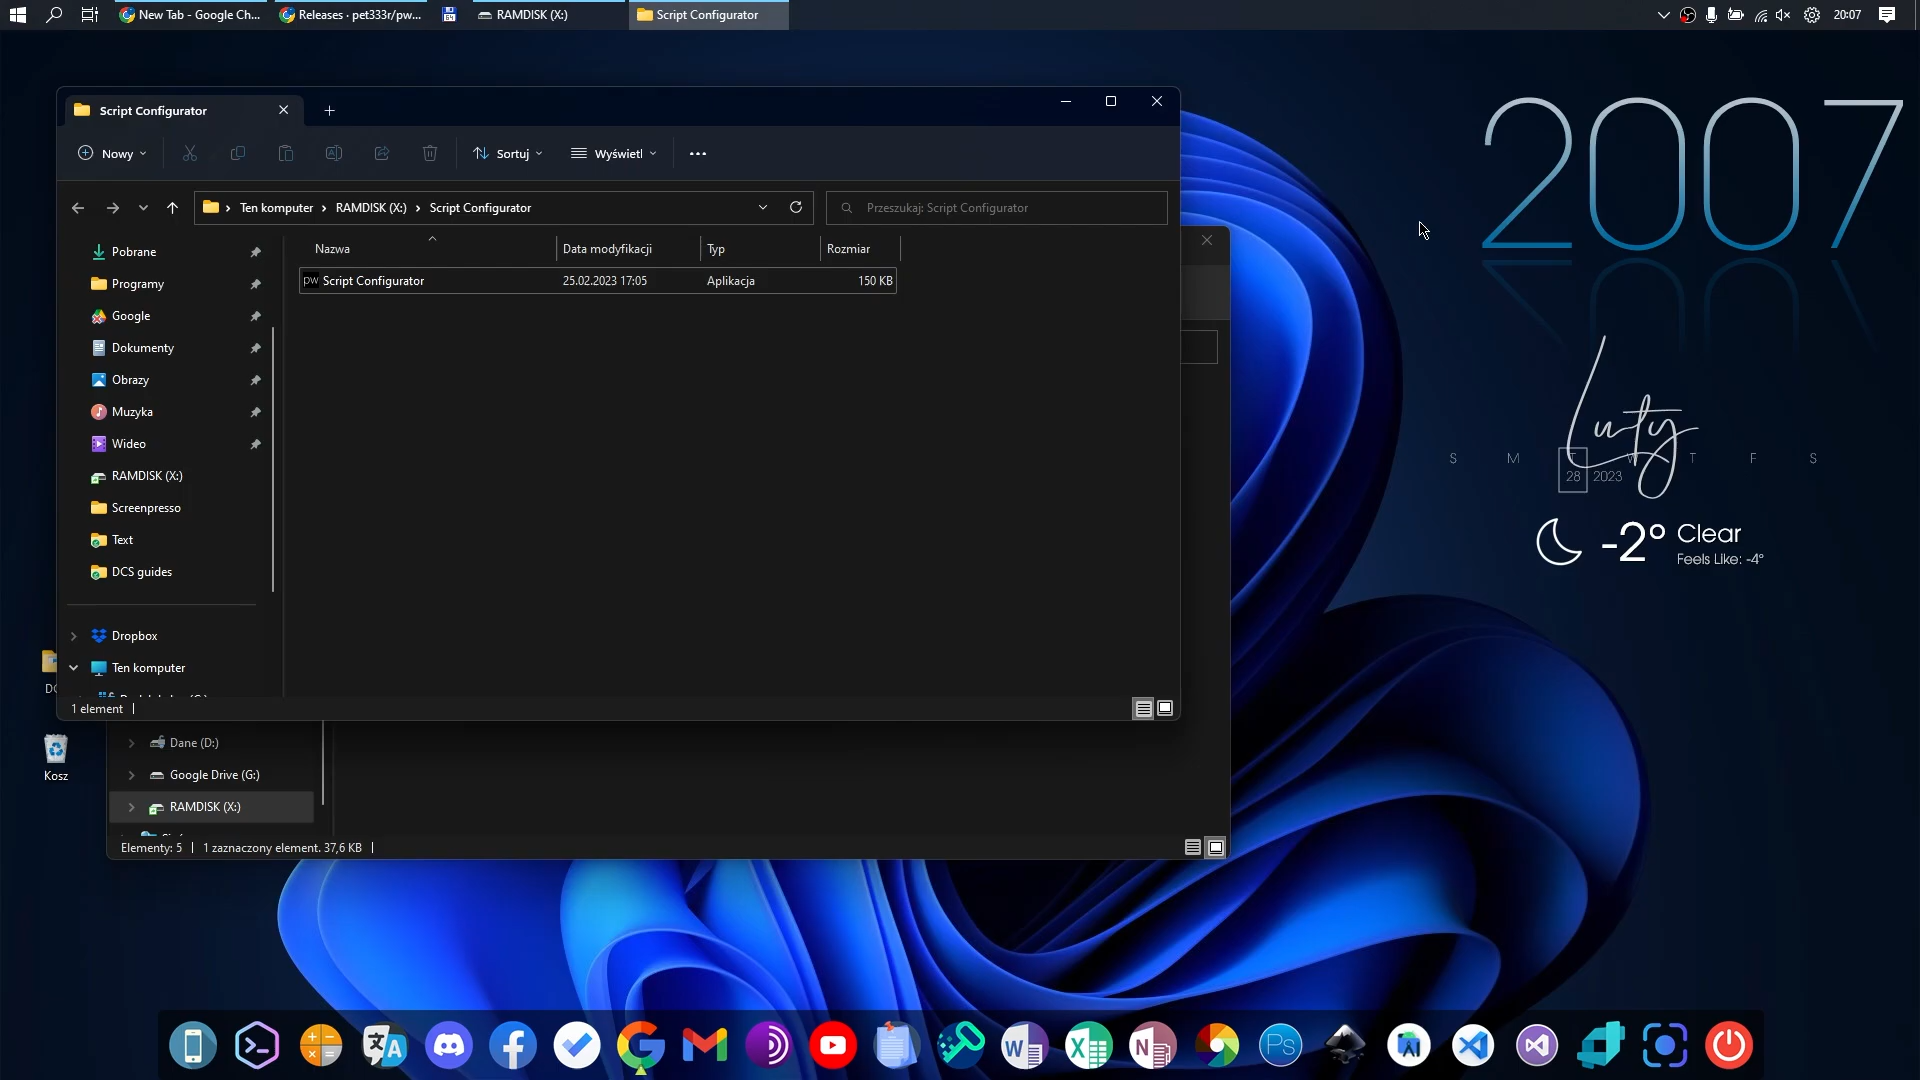 New Tab - Google Ch...
Releases · pet333r/pw...
RAMDISK (X:)
Script Configurator
20:07
Script Configurator
Nowy
Sortuj
Wyświetl
Ten komputer
RAMDISK (X:)
Script Configurator
Przeszukaj: Script Configurator
Nazwa
Data modyfikacji
Typ
Rozmiar
pw
Script Configurator
25.02.2023 17:05
Aplikacja
150 KB
Pobrane
Programy
Google
Dokumenty
Obrazy
Muzyka
Wideo
RAMDISK (X:)
Screenpresso
Text
DCS guides
Dropbox
Ten komputer
1 element
Dane (D:)
Google Drive (G:)
RAMDISK (X:)
Elementy: 5
1 zaznaczony element. 37,6 KB
Kosz
2007
Luty
S M T W T F S
28 2023
-2° Clear
Feels Like: -4°